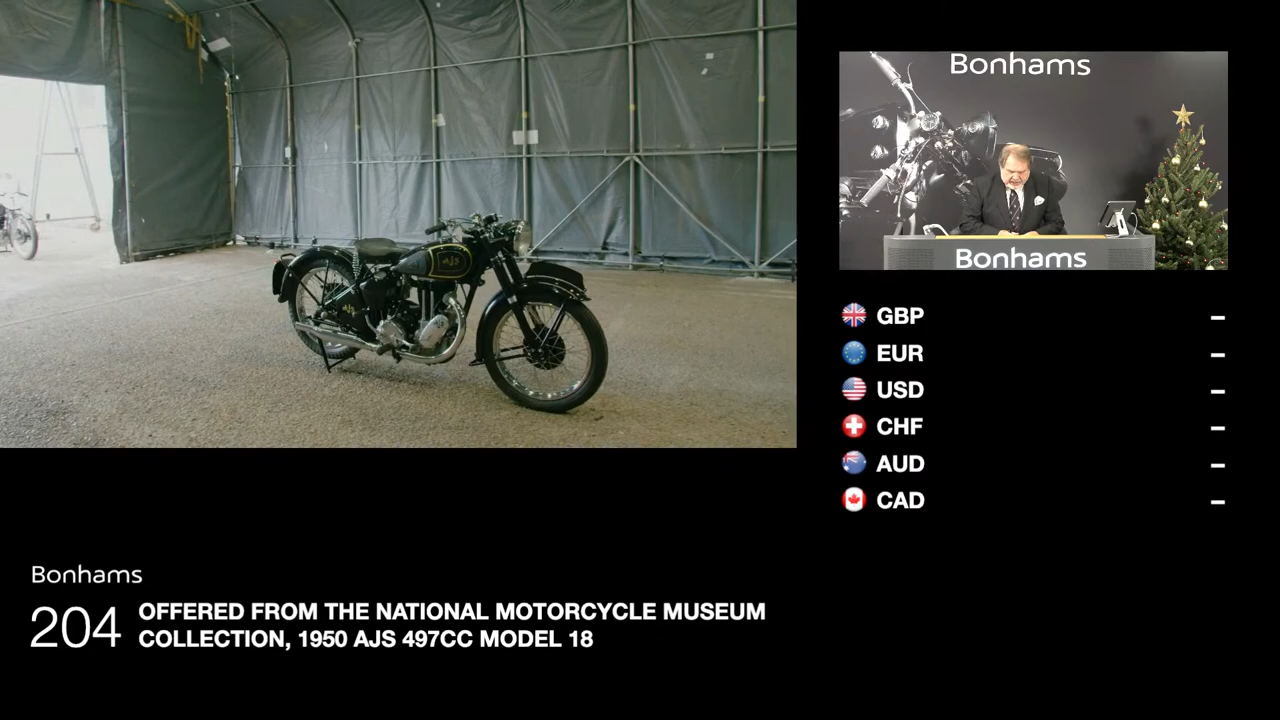 AJS
Bonhams
Bonhams
GBP –
EUR –
USD –
CHF –
AUD –
CAD –
Bonhams
204
OFFERED FROM THE NATIONAL MOTORCYCLE MUSEUM
COLLECTION, 1950 AJS 497CC MODEL 18